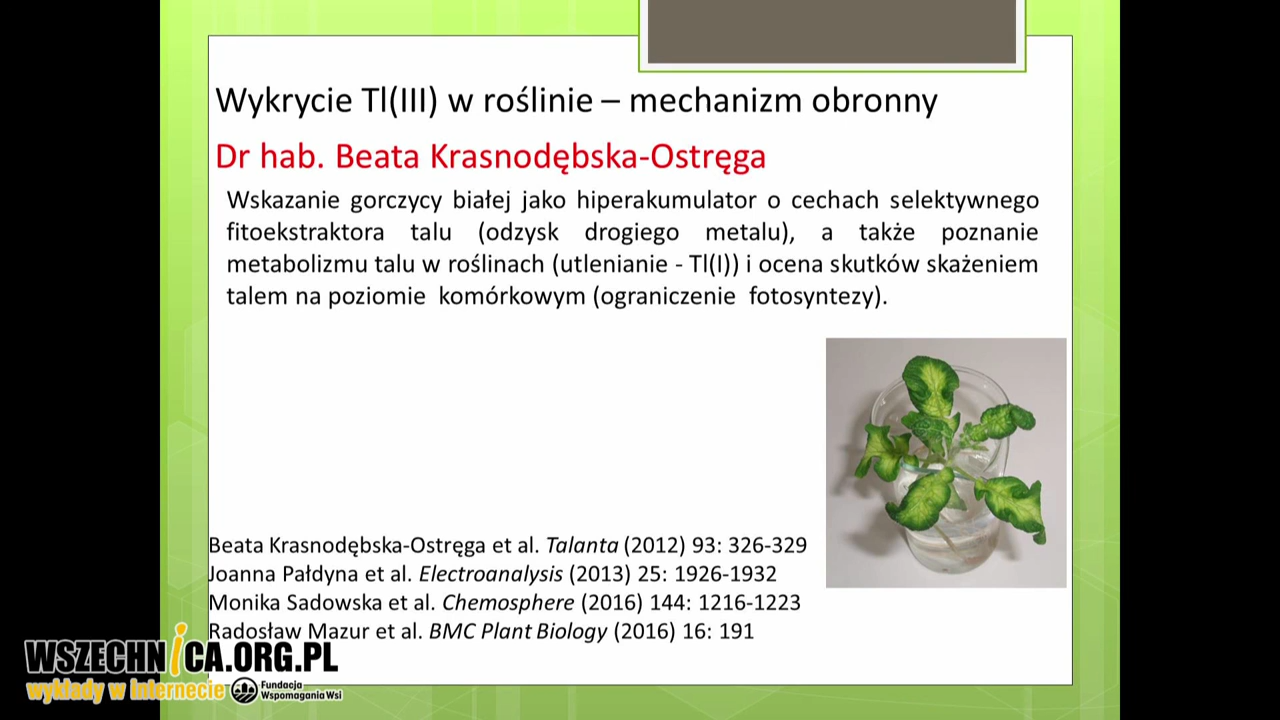 Wykrycie Tl(III) w roślinie – mechanizm obronny
Dr hab. Beata Krasnodębska-Ostręga
Wskazanie gorczycy białej jako hiperakumulator o cechach selektywnego
fitoekstraktora talu (odzysk drogiego metalu), a także poznanie
metabolizmu talu w roślinach (utlenianie - Tl(I)) i ocena skutków skażeniem
talem na poziomie komórkowym (ograniczenie fotosyntezy).
Beata Krasnodębska-Ostręga et al. Talanta (2012) 93: 326-329
Joanna Pałdyna et al. Electroanalysis (2013) 25: 1926-1932
Monika Sadowska et al. Chemosphere (2016) 144: 1216-1223
Radosław Mazur et al. BMC Plant Biology (2016) 16: 191
WSZECHNiCA.ORG.PL
wykłady w Internecie
Fundacja
Wspomagania Wsi